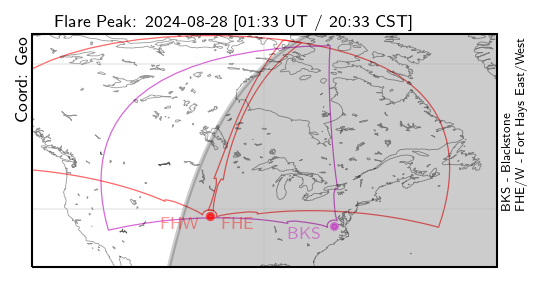 Flare Peak: 2024-08-28 [01:33 UT / 20:33 CST]
Coord: Geo
FHW
FHE
BKS
BKS - Blackstone
FHE/W - Fort Hays East/West